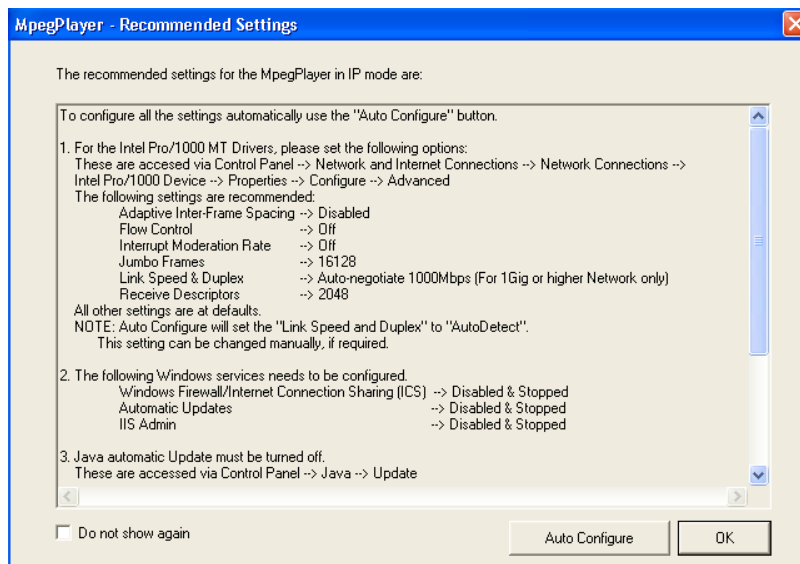 MpegPlayer - Recommended Settings
The recommended settings for the MpegPlayer in IP mode are:
To configure all the settings automatically use the "Auto Configure" button.
1. For the Intel Pro/1000 MT Drivers, please set the following options:
These are accesed via Control Panel --> Network and Internet Connections --> Network Connections -->
Intel Pro/1000 Device --> Properties --> Configure --> Advanced
The following settings are recommended:
Adaptive Inter-Frame Spacing --> Disabled
Flow Control --> Off
Interrupt Moderation Rate --> Off
Jumbo Frames --> 16128
Link Speed & Duplex --> Auto-negotiate 1000Mbps (For 1Gig or higher Network only)
Receive Descriptors --> 2048
All other settings are at defaults.
NOTE: Auto Configure will set the "Link Speed and Duplex" to "AutoDetect".
This setting can be changed manually, if required.
2. The following Windows services needs to be configured.
Windows Firewall/Internet Connection Sharing (ICS) --> Disabled & Stopped
Automatic Updates --> Disabled & Stopped
IIS Admin --> Disabled & Stopped
3. Java automatic Update must be turned off.
These are accessed via Control Panel --> Java --> Update
Do not show again
Auto Configure
OK